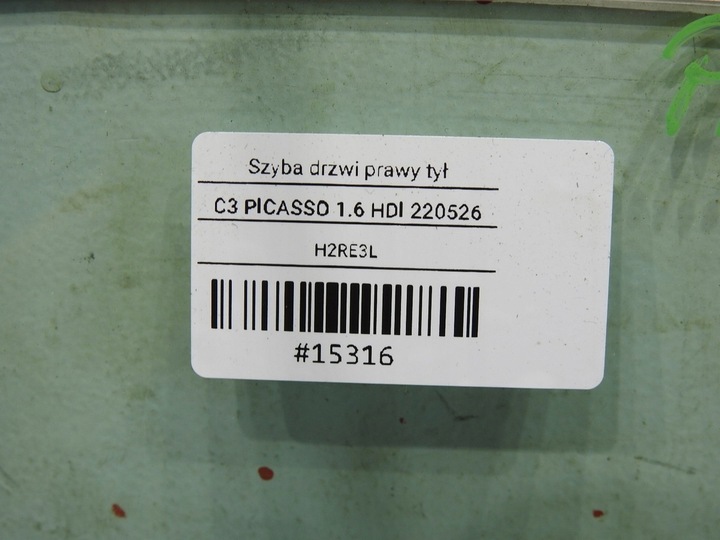 Szyba drzwi prawy tył
C3 PICASSO 1.6 HDI 220526
H2RE3L
#15316